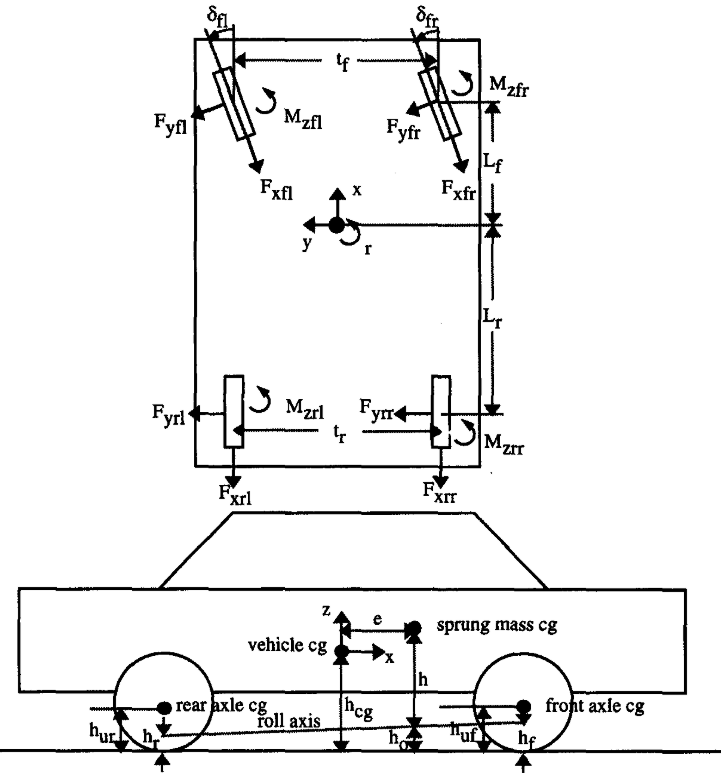 δfl
δfr
tf
Mzfl
Mzfr
Fyfl
Fyfr
Lf
Fxfl
Fxfr
x
y
r
Lr
Fyrl
Mzrl
Fyrr
tr
Mzrr
Fxrl
Fxrr
z
e
sprung mass cg
vehicle cg
x
h
rear axle cg
hcg
front axle cg
hur
hr
roll axis
ho
huf
hf